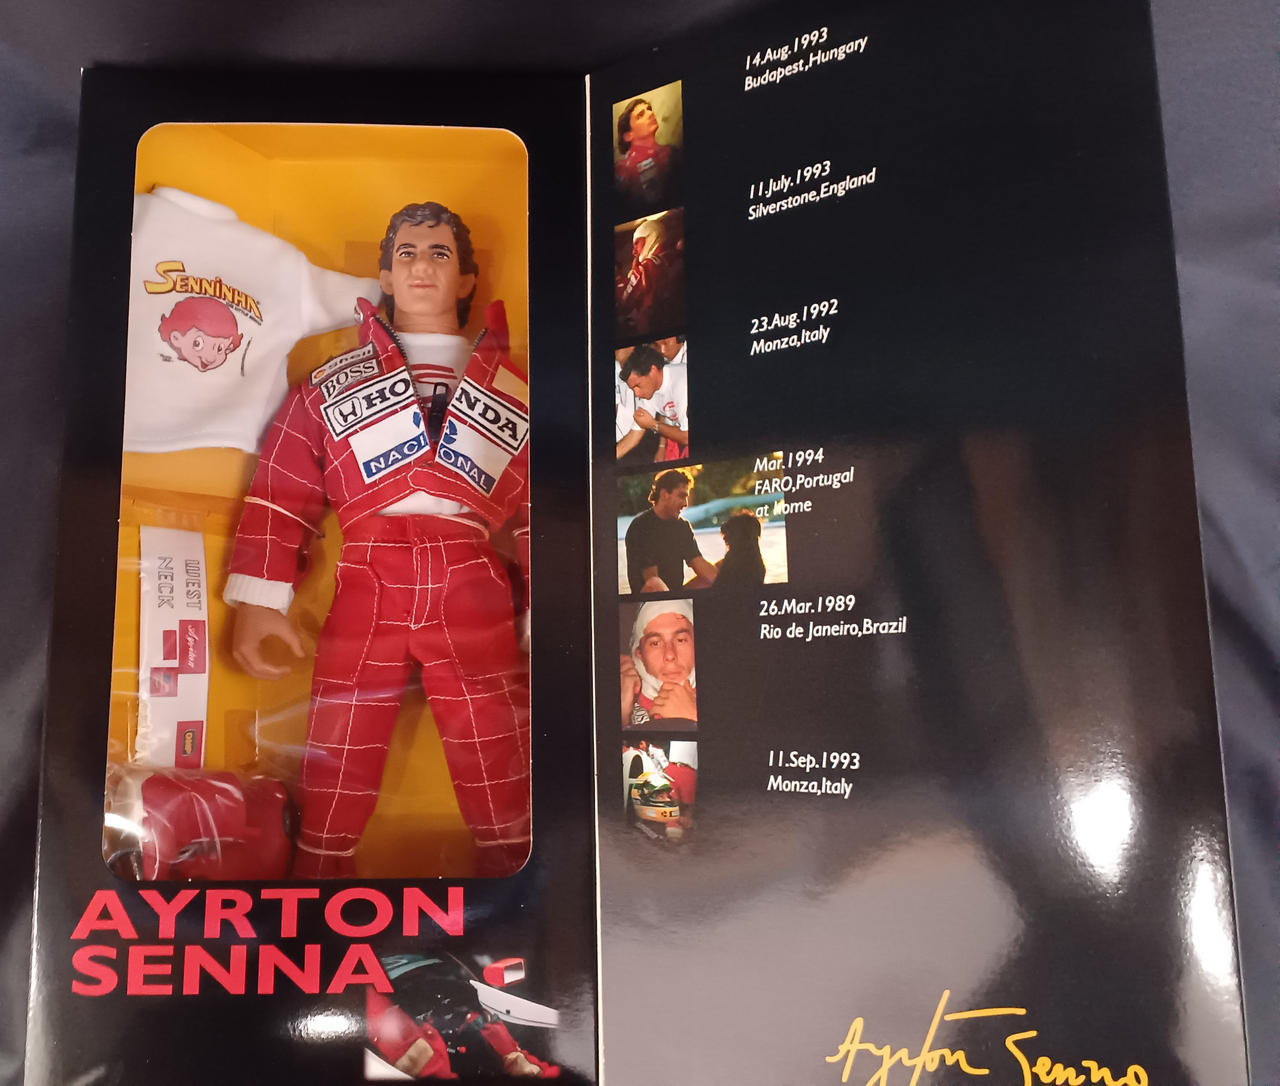 SENNINHA
Shell
BOSS
HONDA
NACIONAL
WEST
NECK
OMP
AYRTON
SENNA
14.Aug.1993
Budapest,Hungary
11.July.1993
Silverstone,England
23.Aug.1992
Monza,Italy
Mar.1994
FARO,Portugal
at home
26.Mar.1989
Rio de Janeiro,Brazil
11.Sep.1993
Monza,Italy
Ayrton Senna